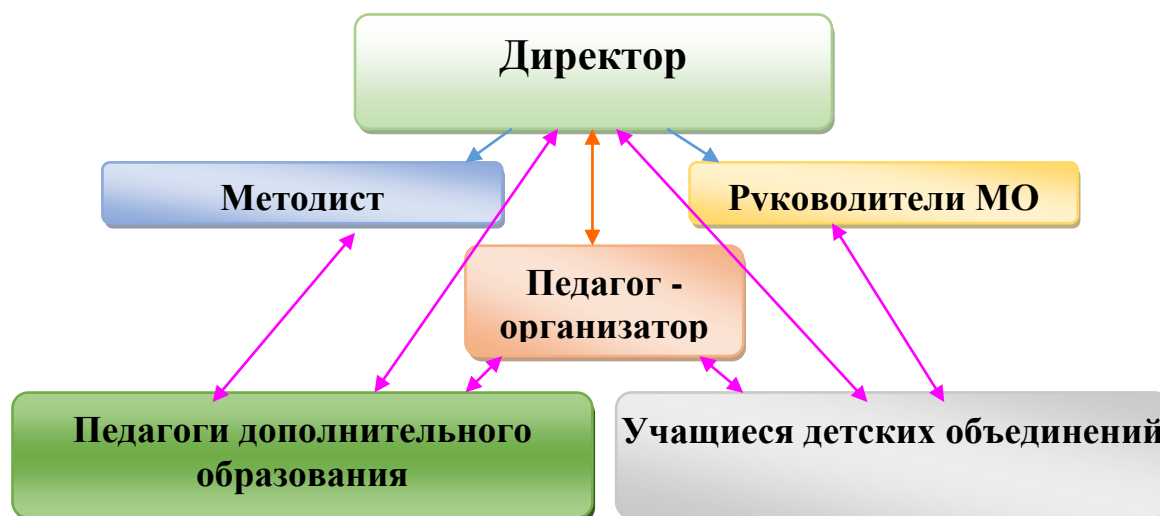 Директор
Методист
Руководители МО
Педагог -
организатор
Педагоги дополнительного
образования
Учащиеся детских объединений